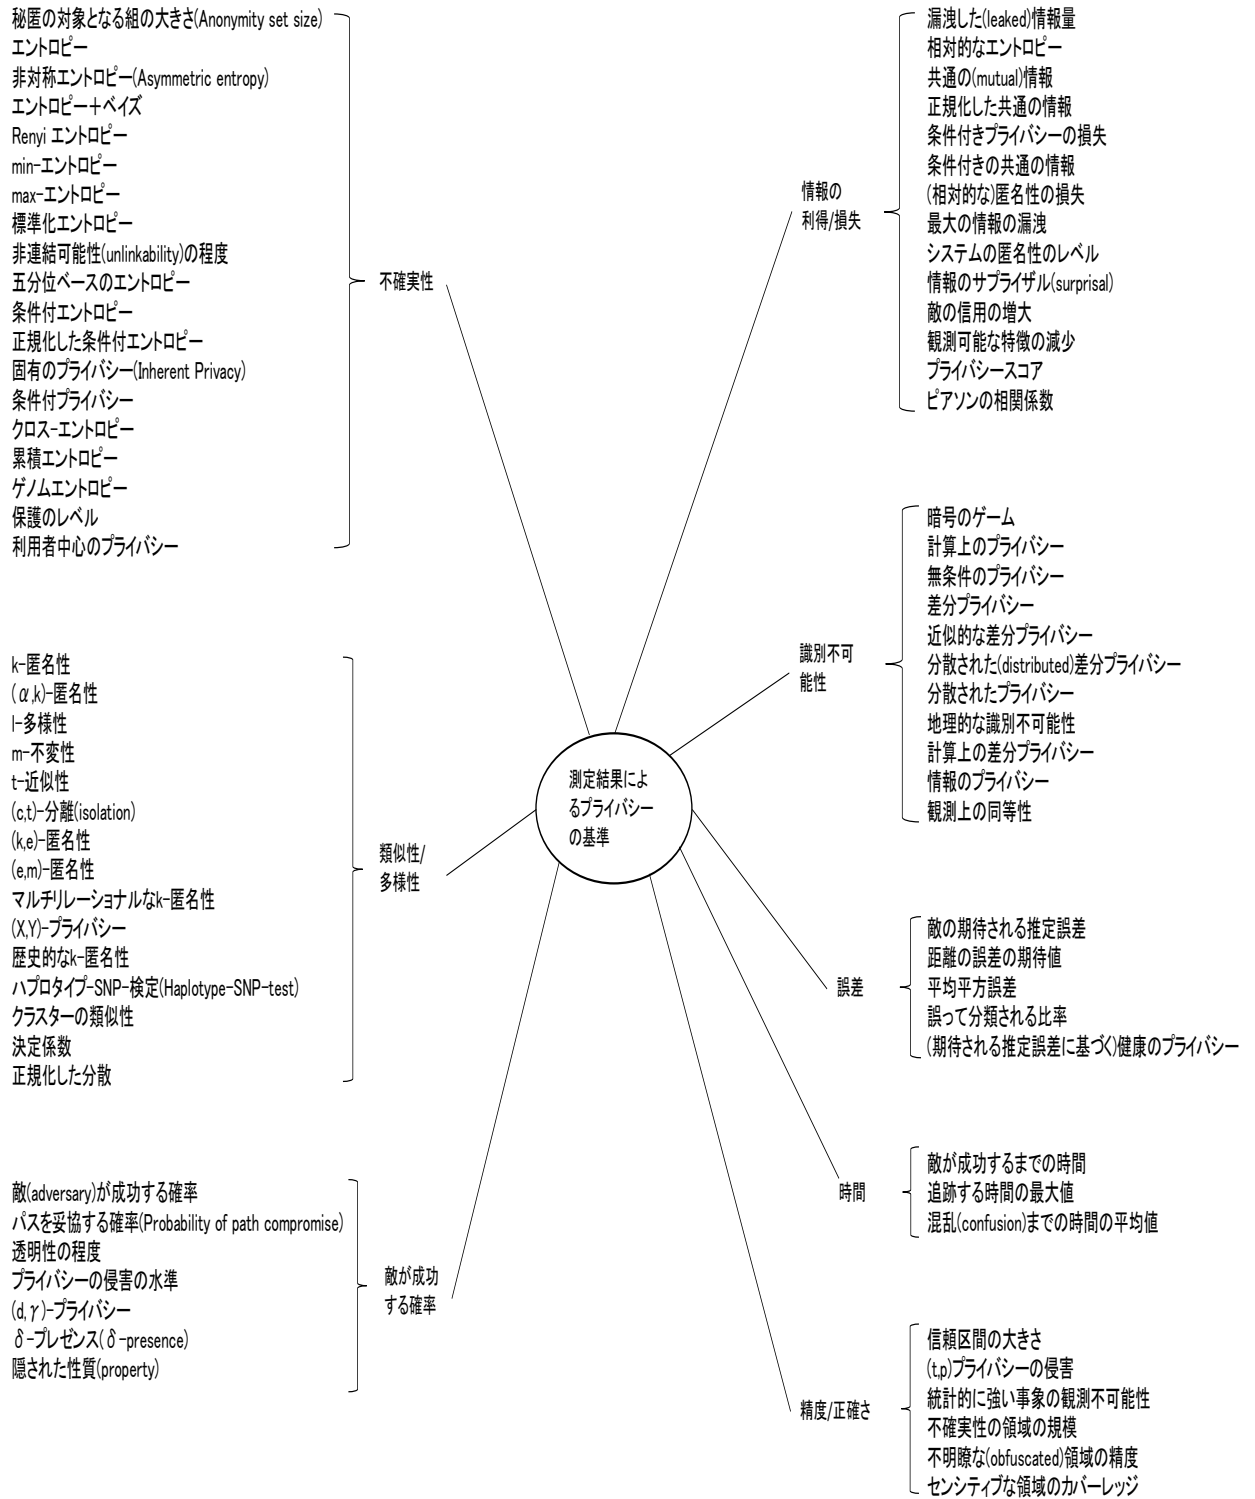 秘匿の対象となる組の大きさ(Anonymity set size)
エントロピー
非対称エントロピー(Asymmetric entropy)
エントロピー＋ベイズ
Renyi エントロピー
min-エントロピー
max-エントロピー
標準化エントロピー
非連結可能性(unlinkability)の程度
五分位ベースのエントロピー
条件付エントロピー
正規化した条件付エントロピー
固有のプライバシー(Inherent Privacy)
条件付プライバシー
クロス-エントロピー
累積エントロピー
ゲノムエントロピー
保護のレベル
利用者中心のプライバシー
不確実性
k-匿名性
(α,k)-匿名性
l-多様性
m-不変性
t-近似性
(c,t)-分離(isolation)
(k,e)-匿名性
(e,m)-匿名性
マルチリレーショナルなk-匿名性
(X,Y)-プライバシー
歴史的なk-匿名性
ハプロタイプ-SNP-検定(Haplotype-SNP-test)
クラスターの類似性
決定係数
正規化した分散
類似性/
多様性
敵(adversary)が成功する確率
パスを妥協する確率(Probability of path compromise)
透明性の程度
プライバシーの侵害の水準
(d,γ)-プライバシー
δ-プレゼンス(δ-presence)
隠された性質(property)
敵が成功
する確率
測定結果によ
るプライバシー
の基準
情報の
利得/損失
漏洩した(leaked)情報量
相対的なエントロピー
共通の(mutual)情報
正規化した共通の情報
条件付きプライバシーの損失
条件付きの共通の情報
(相対的な)匿名性の損失
最大の情報の漏洩
システムの匿名性のレベル
情報のサプライザル(surprisal)
敵の信用の増大
観測可能な特徴の減少
プライバシースコア
ピアソンの相関係数
識別不可
能性
暗号のゲーム
計算上のプライバシー
無条件のプライバシー
差分プライバシー
近似的な差分プライバシー
分散された(distributed)差分プライバシー
分散されたプライバシー
地理的な識別不可能性
計算上の差分プライバシー
情報のプライバシー
観測上の同等性
誤差
敵の期待される推定誤差
距離の誤差の期待値
平均平方誤差
誤って分類される比率
(期待される推定誤差に基づく)健康のプライバシー
時間
敵が成功するまでの時間
追跡する時間の最大値
混乱(confusion)までの時間の平均値
精度/正確さ
信頼区間の大きさ
(t,p)プライバシーの侵害
統計的に強い事象の観測不可能性
不確実性の領域の規模
不明瞭な(obfuscated)領域の精度
センシティブな領域のカバーレッジ